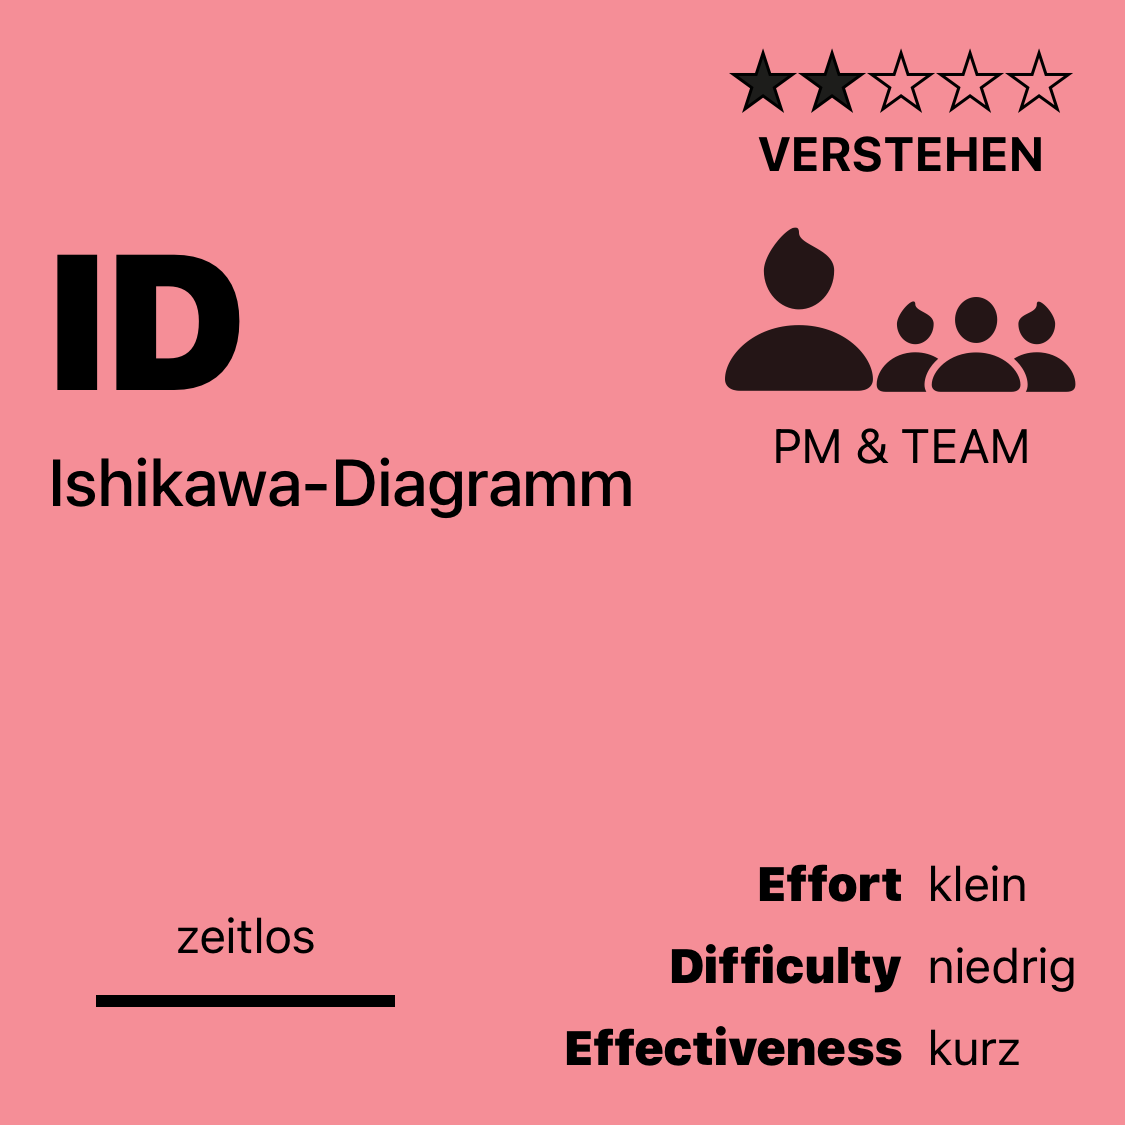 ★★☆☆☆
VERSTEHEN
ID
Ishikawa-Diagramm
PM & TEAM
zeitlos
Effort klein
Difficulty niedrig
Effectiveness kurz